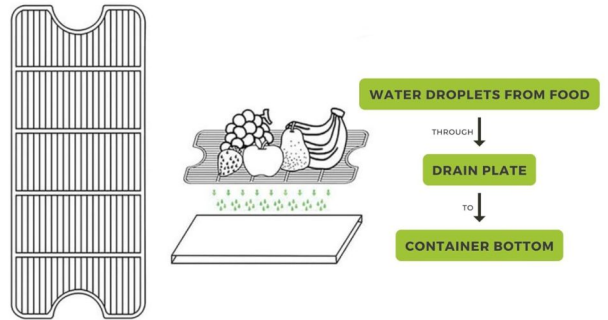 WATER DROPLETS FROM FOOD
THROUGH
DRAIN PLATE
TO
CONTAINER BOTTOM